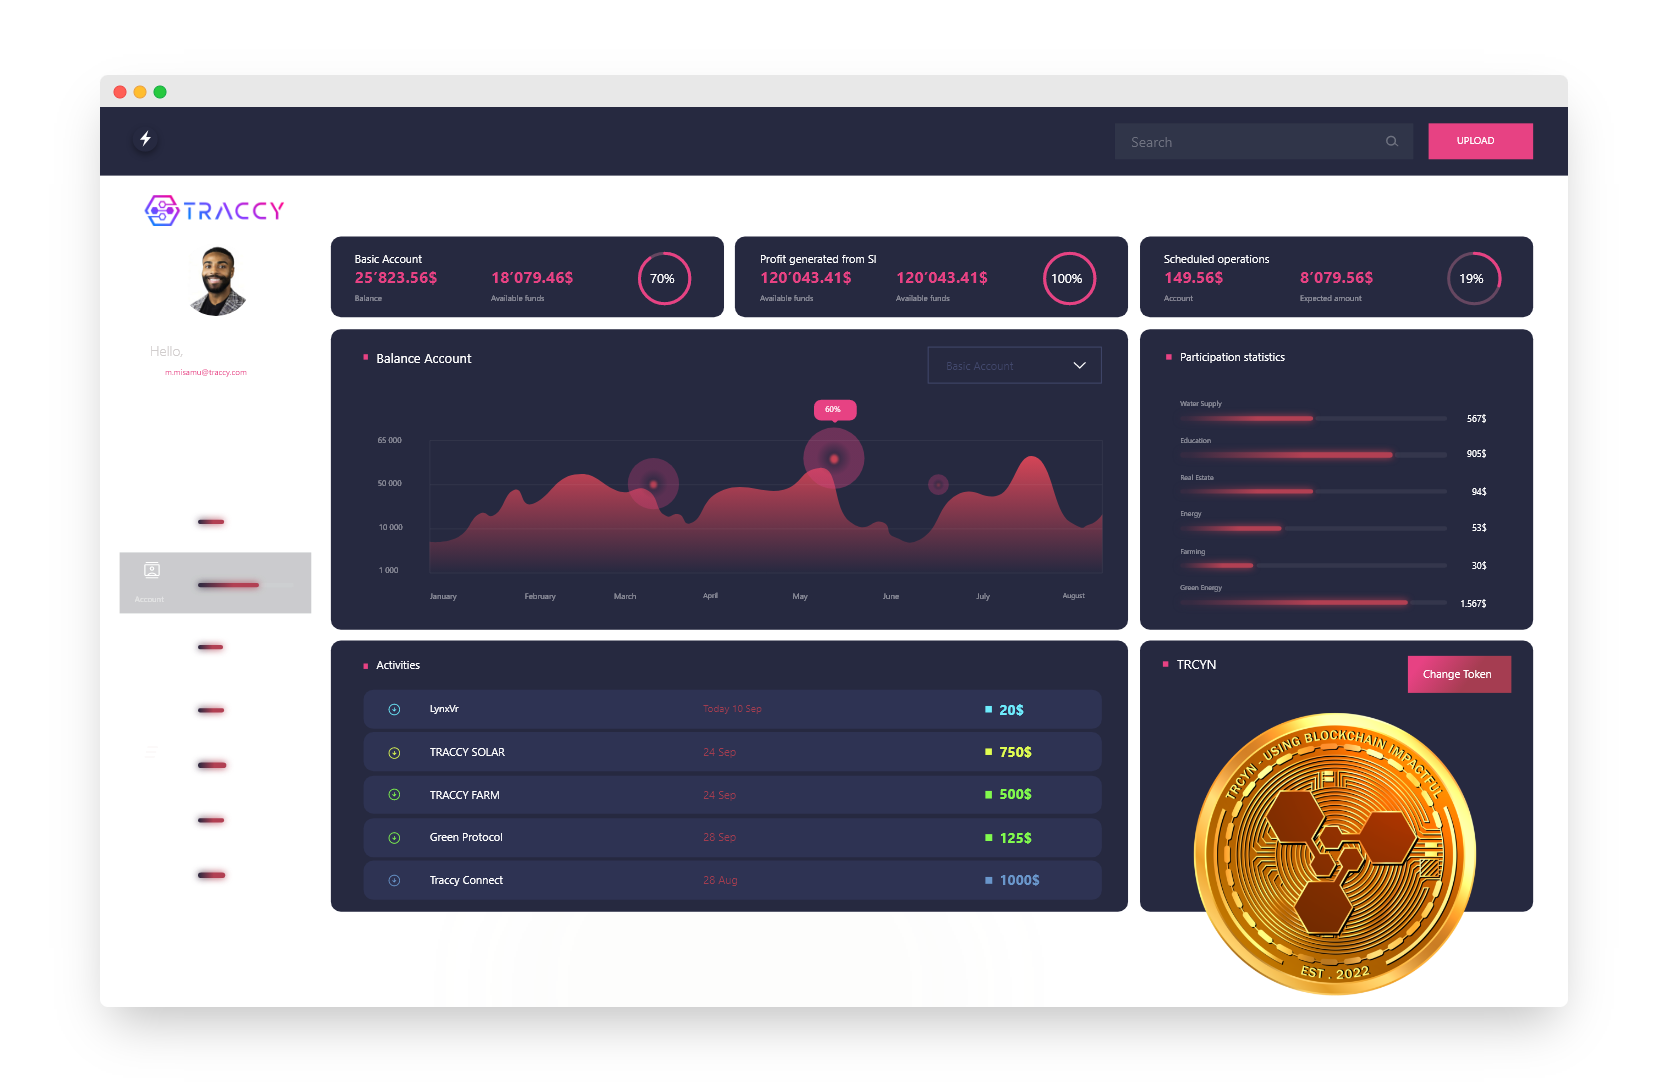 Search
UPLOAD
TRACCY
Hello,
m.misamu@traccy.com
Account
Basic Account
25’823.56$ 18’079.46$
Balance Available funds
70%
Profit generated from SI
120’043.41$ 120’043.41$
Available funds Available funds
100%
Scheduled operations
149.56$ 8’079.56$
Account Expected amount
19%
Balance Account
Basic Account
60%
65 000
50 000
10 000
1 000
January February March April May June July August
Participation statistics
Water Supply
567$
Education
905$
Real Estate
94$
Energy
53$
Farming
30$
Green Energy
1.567$
Activities
LynxVr Today 10 Sep 20$
TRACCY SOLAR 24 Sep 750$
TRACCY FARM 24 Sep 500$
Green Protocol 28 Sep 125$
Traccy Connect 28 Aug 1000$
TRCYN
Change Token
TRCYN - USING BLOCKCHAIN IMPACTFUL
EST . 2022